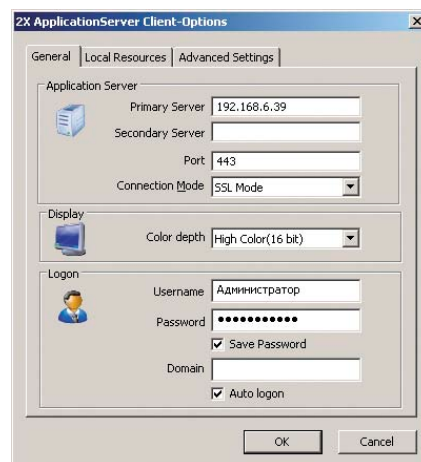 2X ApplicationServer Client-Options
General Local Resources Advanced Settings
Application Server
Primary Server 192.168.6.39
Secondary Server
Port 443
Connection Mode SSL Mode
Display
Color depth High Color(16 bit)
Logon
Username Администратор
Password ●●●●●●●●●●●
Save Password
Domain
Auto logon
OK Cancel